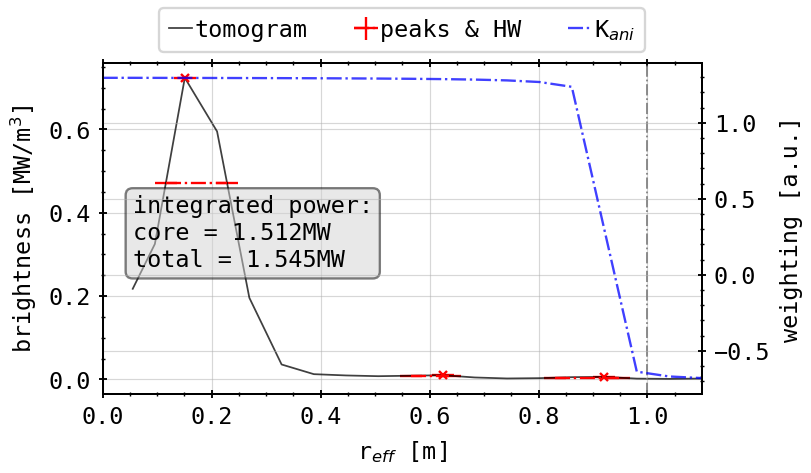 tomogram peaks & HW K_ani
brightness [MW/m³]
0.6
0.4
0.2
0.0
integrated power:
core = 1.512MW
total = 1.545MW
1.0
0.5
0.0
−0.5
weighting [a.u.]
0.0 0.2 0.4 0.6 0.8 1.0
r_eff [m]